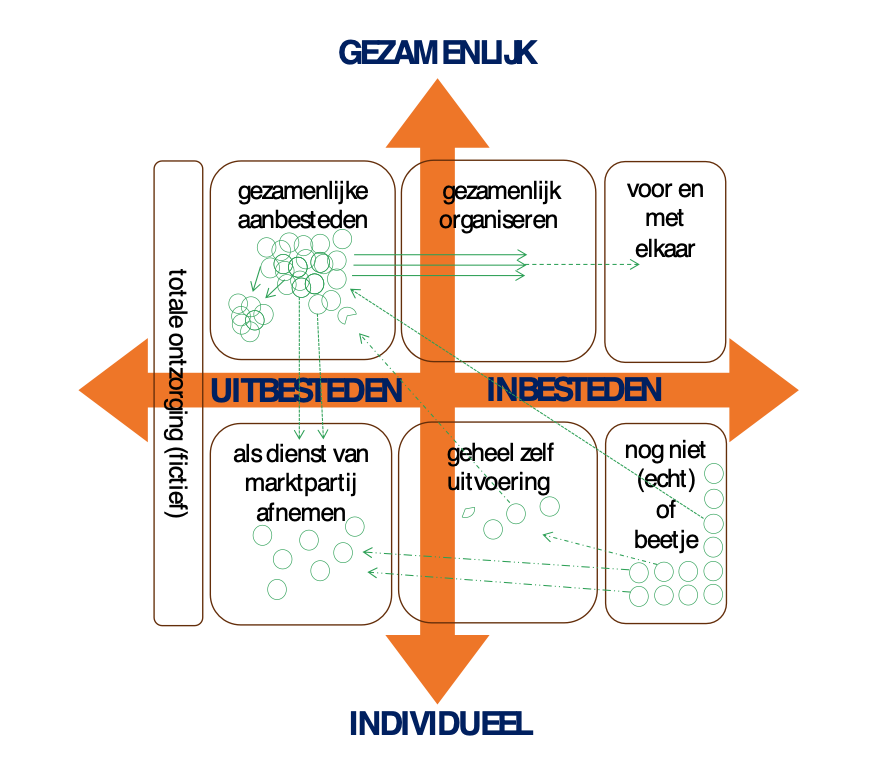 GEZAMENLIJK
gezamenlijke
aanbesteden
gezamenlijk
organiseren
voor en
met
elkaar
totale ontzorging (fictief)
UITBESTEDEN
INBESTEDEN
als dienst van
marktpartij
afnemen
geheel zelf
uitvoering
nog niet
(echt)
of
beetje
INDIVIDUEEL